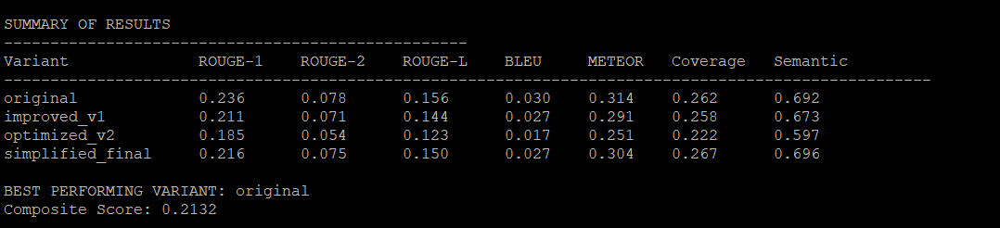 SUMMARY OF RESULTS
--------------------------------------------------
Variant ROUGE-1 ROUGE-2 ROUGE-L BLEU METEOR Coverage Semantic
----------------------------------------------------------------------------------------------------
original 0.236 0.078 0.156 0.030 0.314 0.262 0.692
improved_v1 0.211 0.071 0.144 0.027 0.291 0.258 0.673
optimized_v2 0.185 0.054 0.123 0.017 0.251 0.222 0.597
simplified_final 0.216 0.075 0.150 0.027 0.304 0.267 0.696
BEST PERFORMING VARIANT: original
Composite Score: 0.2132